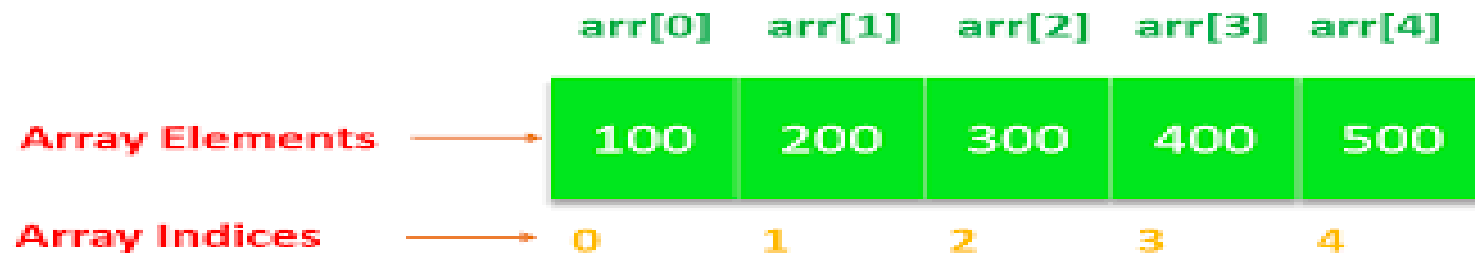 arr[0] arr[1] arr[2] arr[3] arr[4]
Array Elements 100 200 300 400 500
Array Indices 0 1 2 3 4